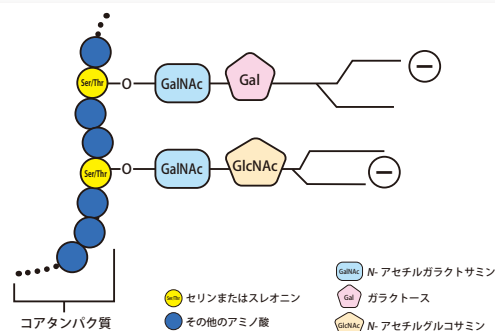 Ser/Thr
O
GalNAc
Gal
−
Ser/Thr
O
GalNAc
GlcNAc
−
コアタンパク質
Ser/Thr セリンまたはスレオニン
その他のアミノ酸
GalNAc N- アセチルガラクトサミン
Gal ガラクトース
GlcNAc N- アセチルグルコサミン